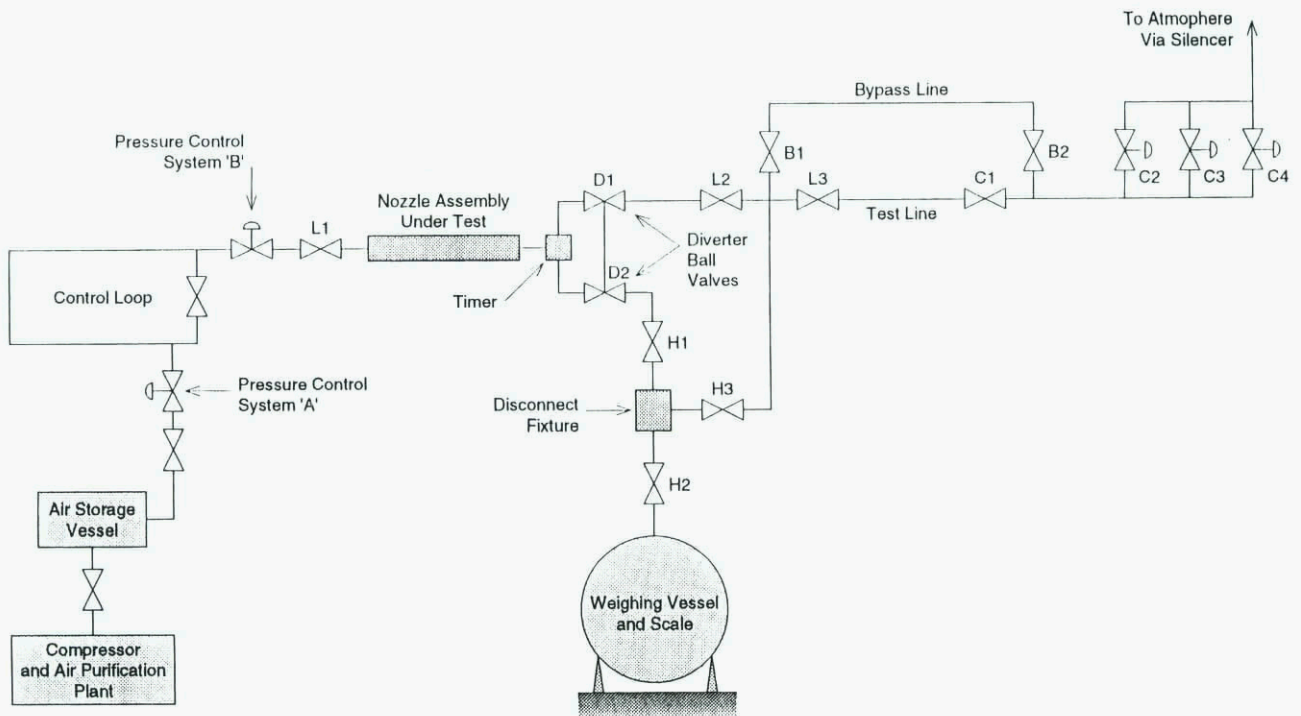 To Atmophere
Via Silencer
Bypass Line
Pressure Control
System 'B'
B1
B2
C2
C3
C4
D1
L2
L3
C1
Nozzle Assembly
Under Test
L1
Test Line
Diverter
Ball
Valves
D2
Control Loop
Timer
H1
Pressure Control
System 'A'
H3
Disconnect
Fixture
H2
Air Storage
Vessel
Weighing Vessel
and Scale
Compressor
and Air Purification
Plant